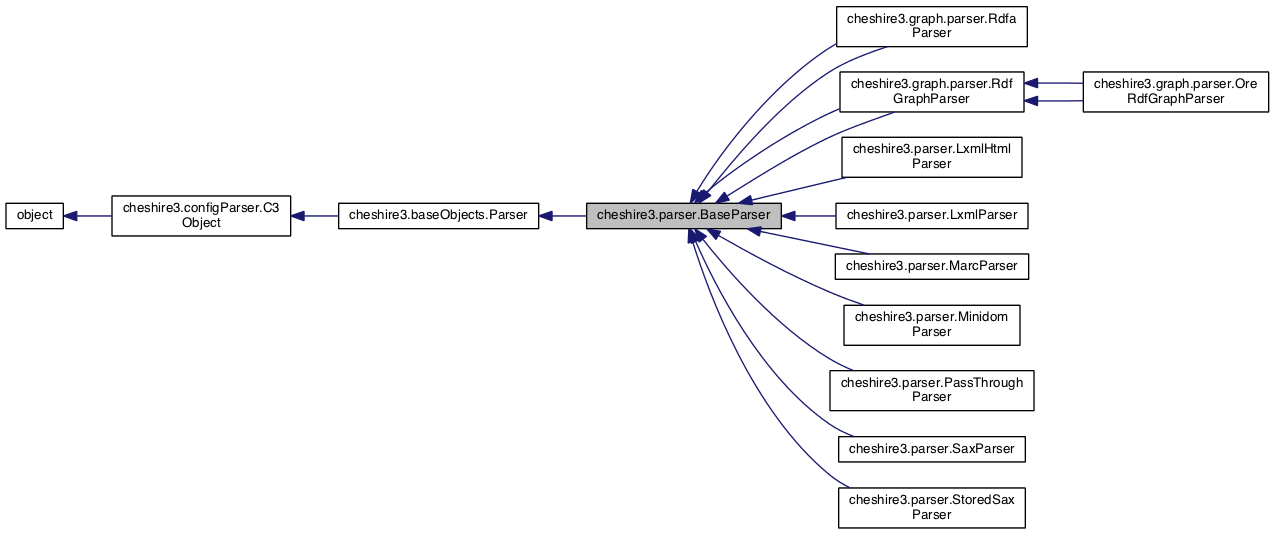 object
cheshire3.configParser.C3
Object
cheshire3.baseObjects.Parser
cheshire3.parser.BaseParser
cheshire3.graph.parser.Rdfa
Parser
cheshire3.graph.parser.Rdf
GraphParser
cheshire3.graph.parser.Ore
RdfGraphParser
cheshire3.parser.LxmlHtml
Parser
cheshire3.parser.LxmlParser
cheshire3.parser.MarcParser
cheshire3.parser.Minidom
Parser
cheshire3.parser.PassThrough
Parser
cheshire3.parser.SaxParser
cheshire3.parser.StoredSax
Parser